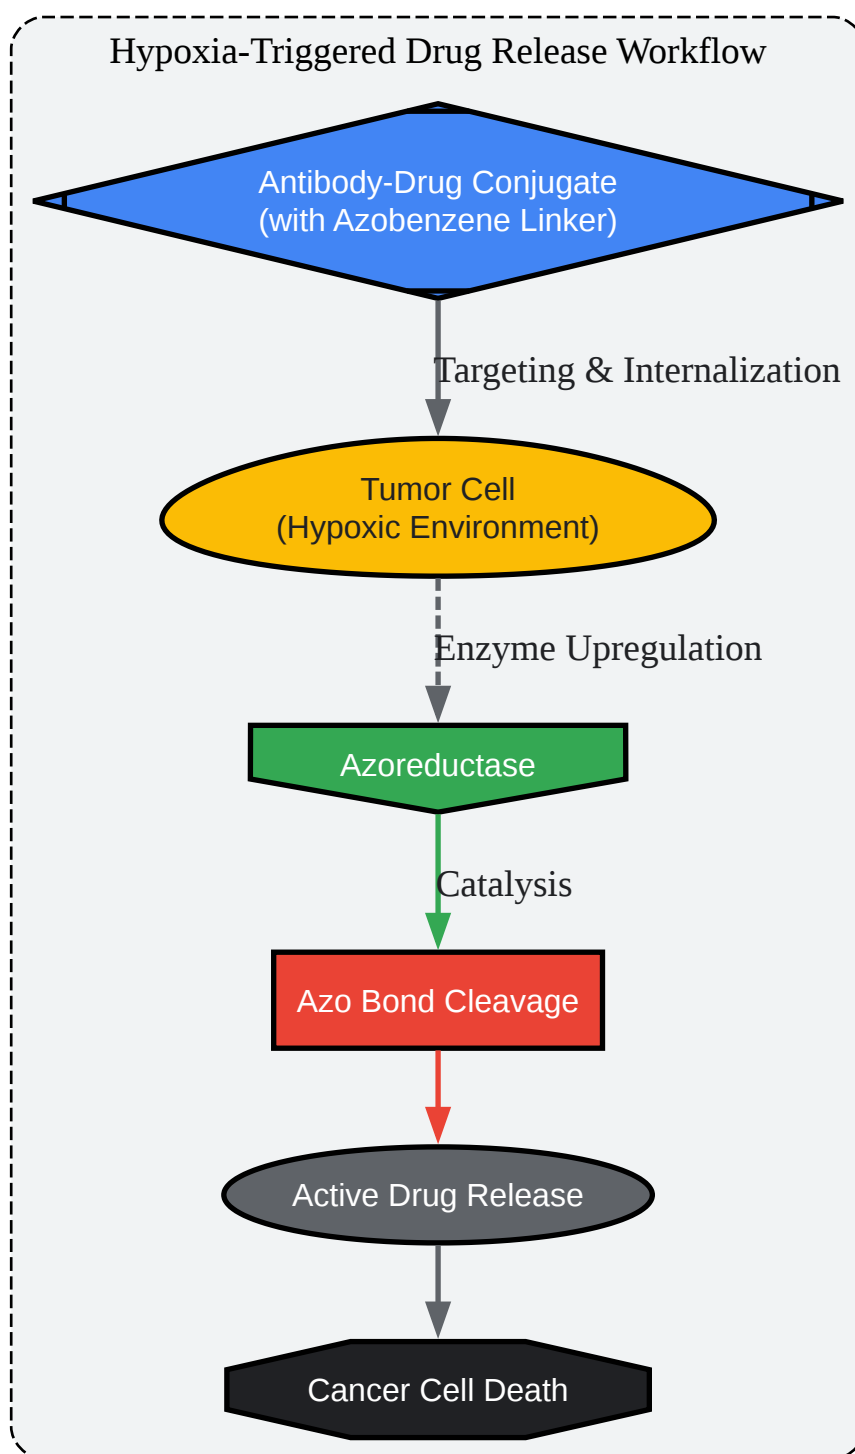 Hypoxia-Triggered Drug Release Workflow
Antibody-Drug Conjugate
(with Azobenzene Linker)
Targeting & Internalization
Tumor Cell
(Hypoxic Environment)
Enzyme Upregulation
Azoreductase
Catalysis
Azo Bond Cleavage
Active Drug Release
Cancer Cell Death